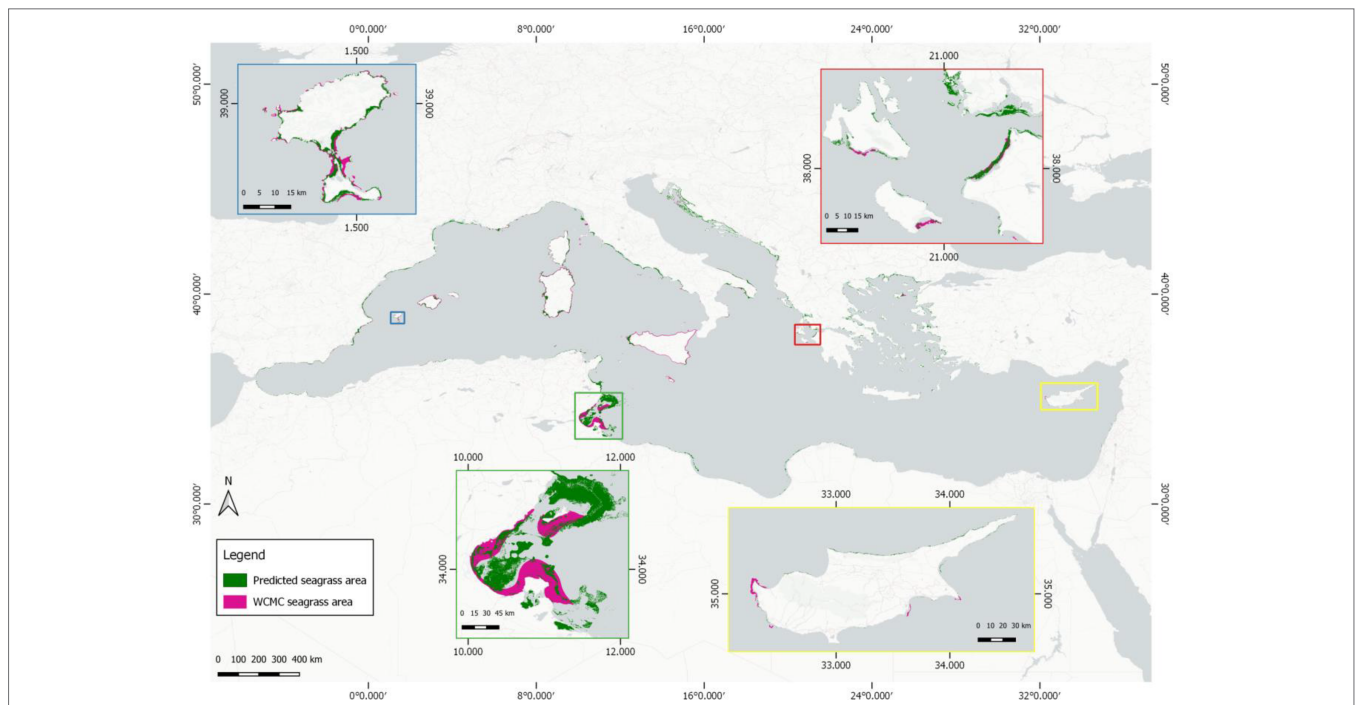 0°0.000' 8°0.000' 16°0.000' 24°0.000' 32°0.000'
1.500
21.000
50°0.000' 50°0.000'
39.000 39.000
38.000 38.000
0 5 10 15 km
0 5 10 15 km
1.500
21.000
40°0.000' 40°0.000'
10.000 12.000
N
33.000 34.000
30°0.000' 30°0.000'
Legend
Predicted seagrass area
WCMC seagrass area
34.000 34.000
35.000 35.000
0 15 30 45 km
0 10 20 30 km
10.000 12.000
33.000 34.000
0 100 200 300 400 km
0°0.000' 8°0.000' 16°0.000' 24°0.000' 32°0.000'